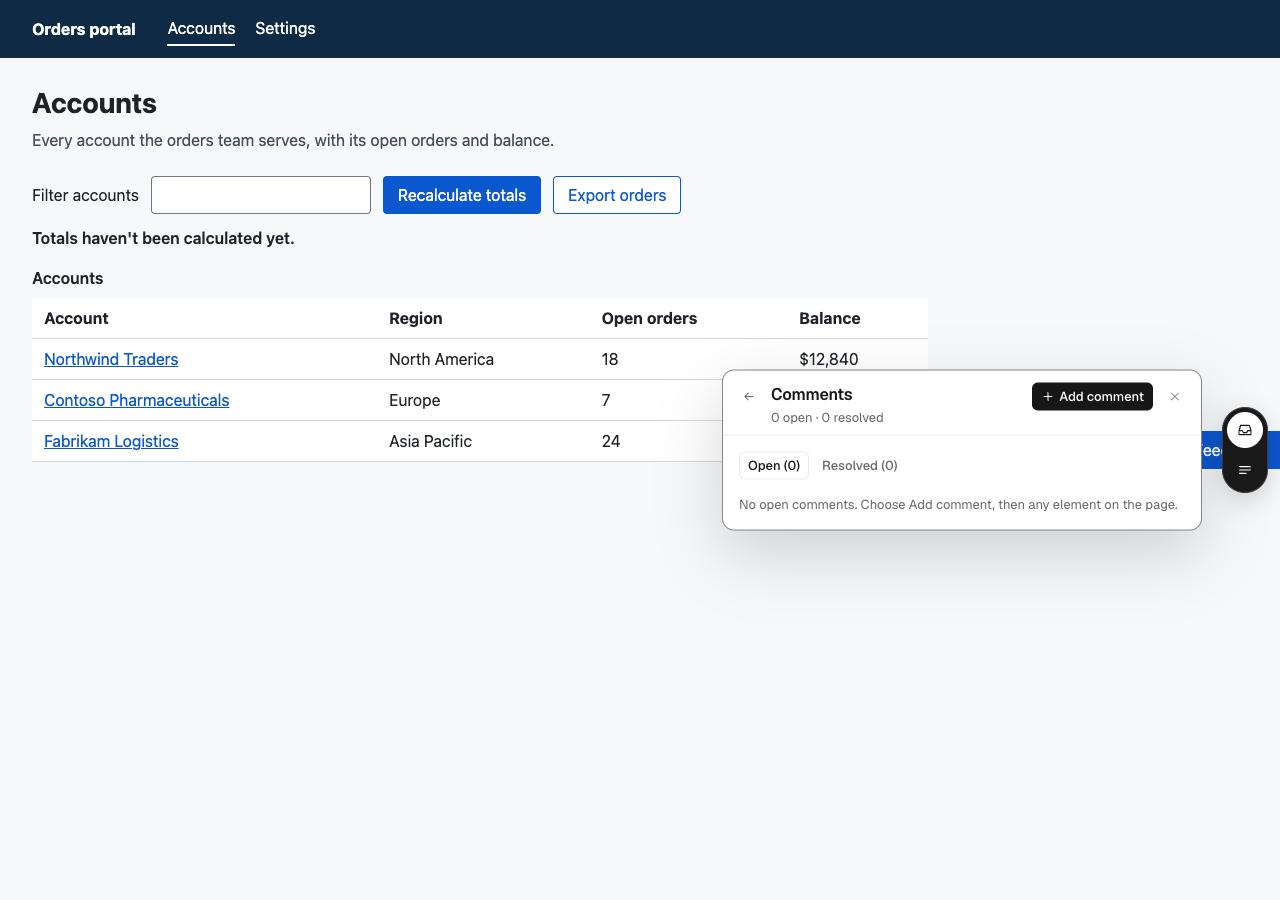 Orders portal Accounts Settings
Accounts
Every account the orders team serves, with its open orders and balance.
Filter accounts Recalculate totals Export orders
Totals haven't been calculated yet.
Accounts
Account Region Open orders Balance
Northwind Traders North America 18 $12,840
Contoso Pharmaceuticals Europe 7
Fabrikam Logistics Asia Pacific 24
Comments
+ Add comment
0 open · 0 resolved
Open (0) Resolved (0)
No open comments. Choose Add comment, then any element on the page.